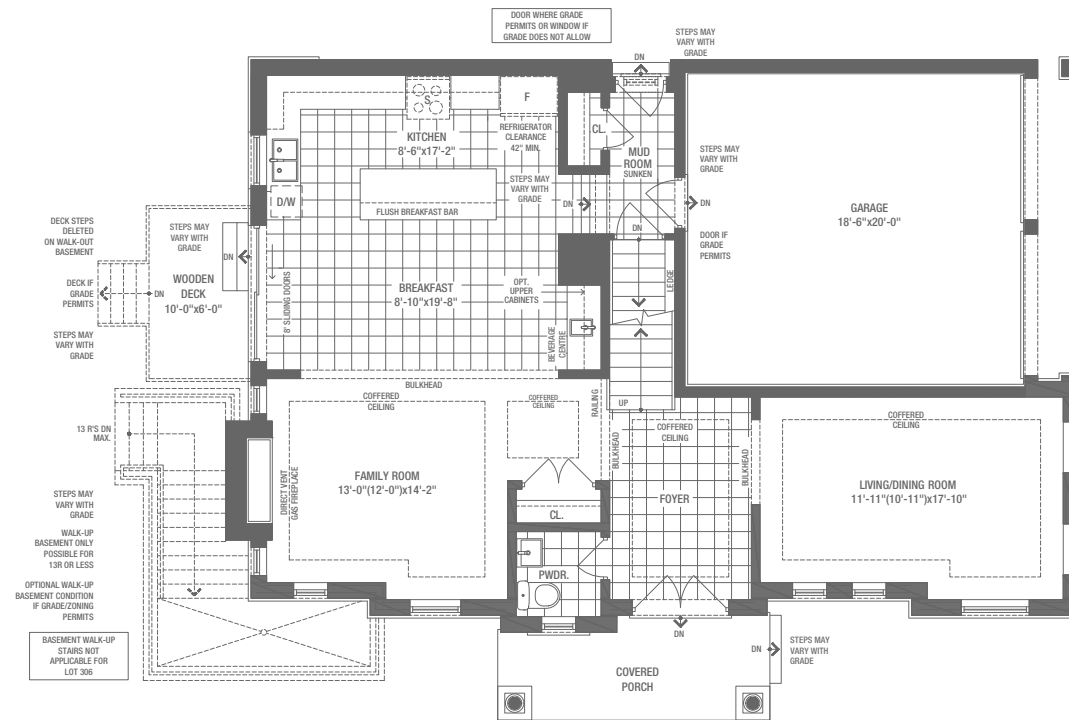 DOOR WHERE GRADE
PERMITS OR WINDOW IF
GRADE DOES NOT ALLOW
STEPS MAY
VARY WITH
GRADE
DN
S
F
KITCHEN
8'-6"x17'-2"
REFRIGERATOR
CLEARANCE
42" MIN.
CL.
MUD
ROOM
SUNKEN
STEPS MAY
VARY WITH
GRADE
STEPS MAY
VARY WITH
GRADE
DN
DN
DN
D/W
FLUSH BREAKFAST BAR
GARAGE
18'-6"x20'-0"
DOOR IF
GRADE
PERMITS
DECK STEPS
DELETED
ON WALK-OUT
BASEMENT
STEPS MAY
VARY WITH
GRADE
DN
WOODEN
DECK
10'-0"x6'-0"
DECK IF
GRADE
PERMITS
DN
STEPS MAY
VARY WITH
GRADE
8' SLIDING DOORS
BREAKFAST
8'-10"x19'-8"
OPT.
UPPER
CABINETS
BEVERAGE
CENTRE
LEDGE
UP
BULKHEAD
COFFERED
CEILING
COFFERED
CEILING
RAILING
BULKHEAD
COFFERED
CEILING
BULKHEAD
COFFERED
CEILING
13 R'S DN
MAX.
DIRECT VENT
GAS FIREPLACE
FAMILY ROOM
13'-0"(12'-0")x14'-2"
CL.
FOYER
LIVING/DINING ROOM
11'-11"(10'-11")x17'-10"
STEPS MAY
VARY WITH
GRADE
WALK-UP
BASEMENT ONLY
POSSIBLE FOR
13R OR LESS
OPTIONAL WALK-UP
BASEMENT CONDITION
IF GRADE/ZONING
PERMITS
PWDR.
BASEMENT WALK-UP
STAIRS NOT
APPLICABLE FOR
LOT 306
DN
COVERED
PORCH
DN
STEPS MAY
VARY WITH
GRADE